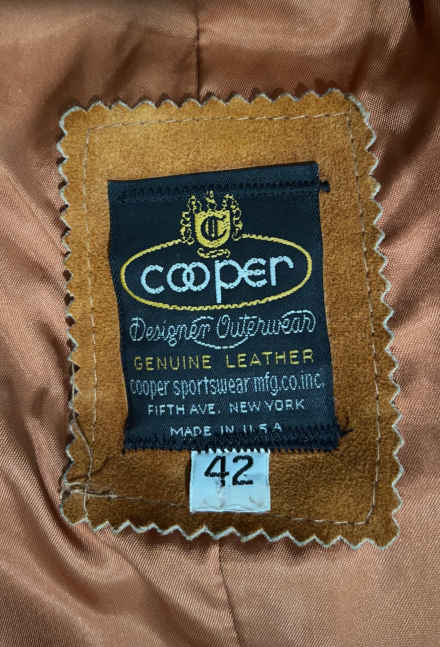 C
cooper
Designer Outerwear
GENUINE LEATHER
cooper sportswear mfg.co.inc.
FIFTH AVE. NEW YORK
MADE IN U.S.A
42